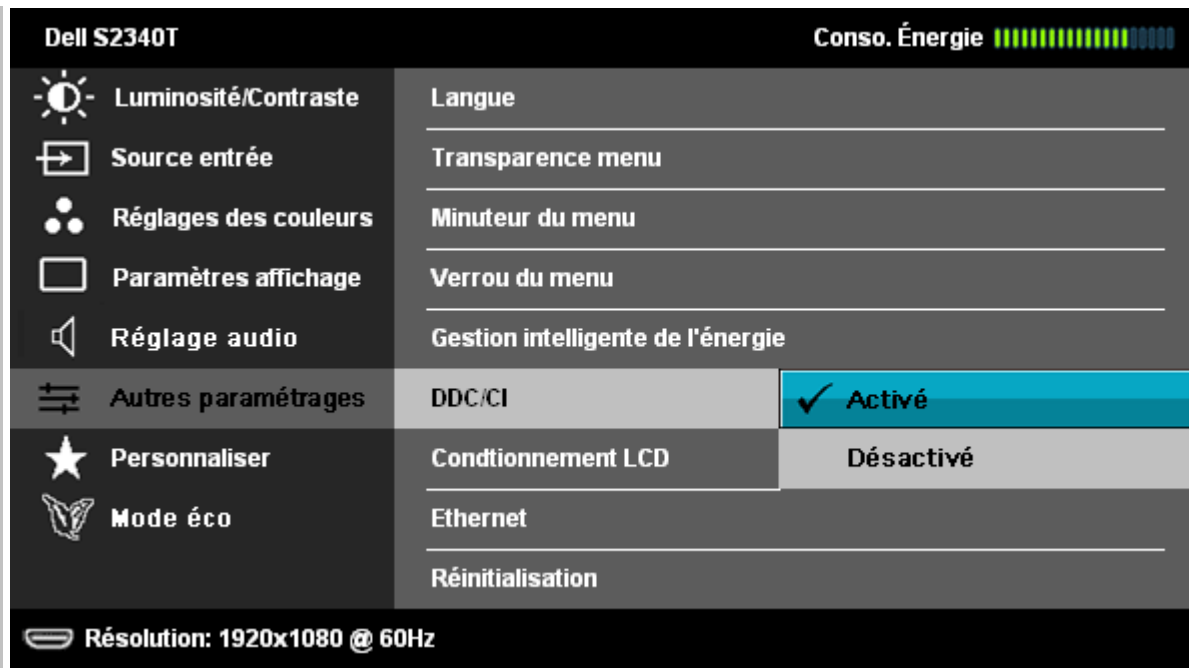 Dell S2340T Conso. Énergie
Luminosité/Contraste Langue
Source entrée Transparence menu
Réglages des couleurs Minuteur du menu
Paramètres affichage Verrou du menu
Réglage audio Gestion intelligente de l'énergie
Autres paramétrages DDC/CI Activé
Personnaliser Condtionnement LCD Désactivé
Mode éco Ethernet
Réinitialisation
Résolution: 1920x1080 @ 60Hz